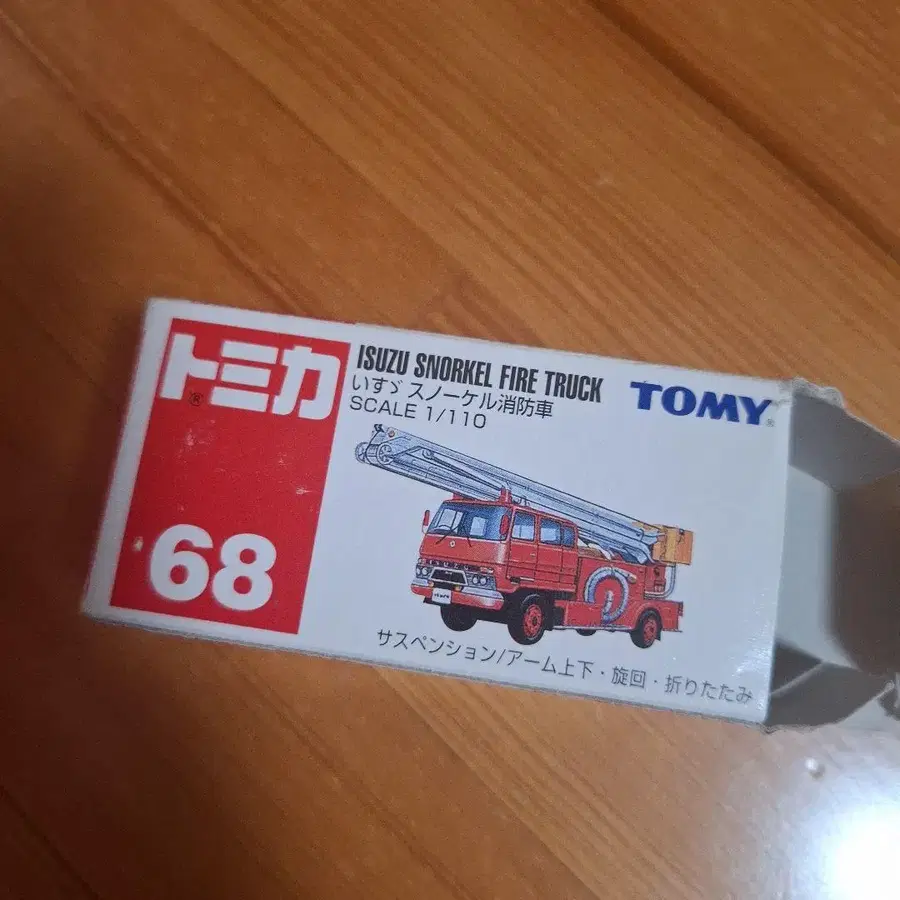 トミカ®
68
ISUZU SNORKEL FIRE TRUCK
いすゞ スノーケル消防車
SCALE 1/110
TOMY®
サスペンション/アーム上下・旋回・折りたたみ